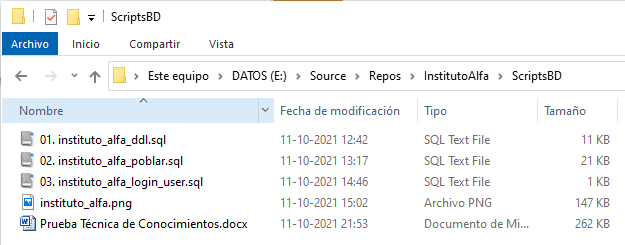 ScriptsBD
Archivo Inicio Compartir Vista
Este equipo > DATOS (E:) > Source > Repos > InstitutoAlfa > ScriptsBD
Nombre Fecha de modificación Tipo Tamaño
01. instituto_alfa_ddl.sql 11-10-2021 12:42 SQL Text File 11 KB
02. instituto_alfa_poblar.sql 11-10-2021 13:17 SQL Text File 21 KB
03. instituto_alfa_login_user.sql 11-10-2021 14:46 SQL Text File 1 KB
instituto_alfa.png 11-10-2021 15:02 Archivo PNG 147 KB
Prueba Técnica de Conocimientos.docx 11-10-2021 21:53 Documento de Mi... 262 KB